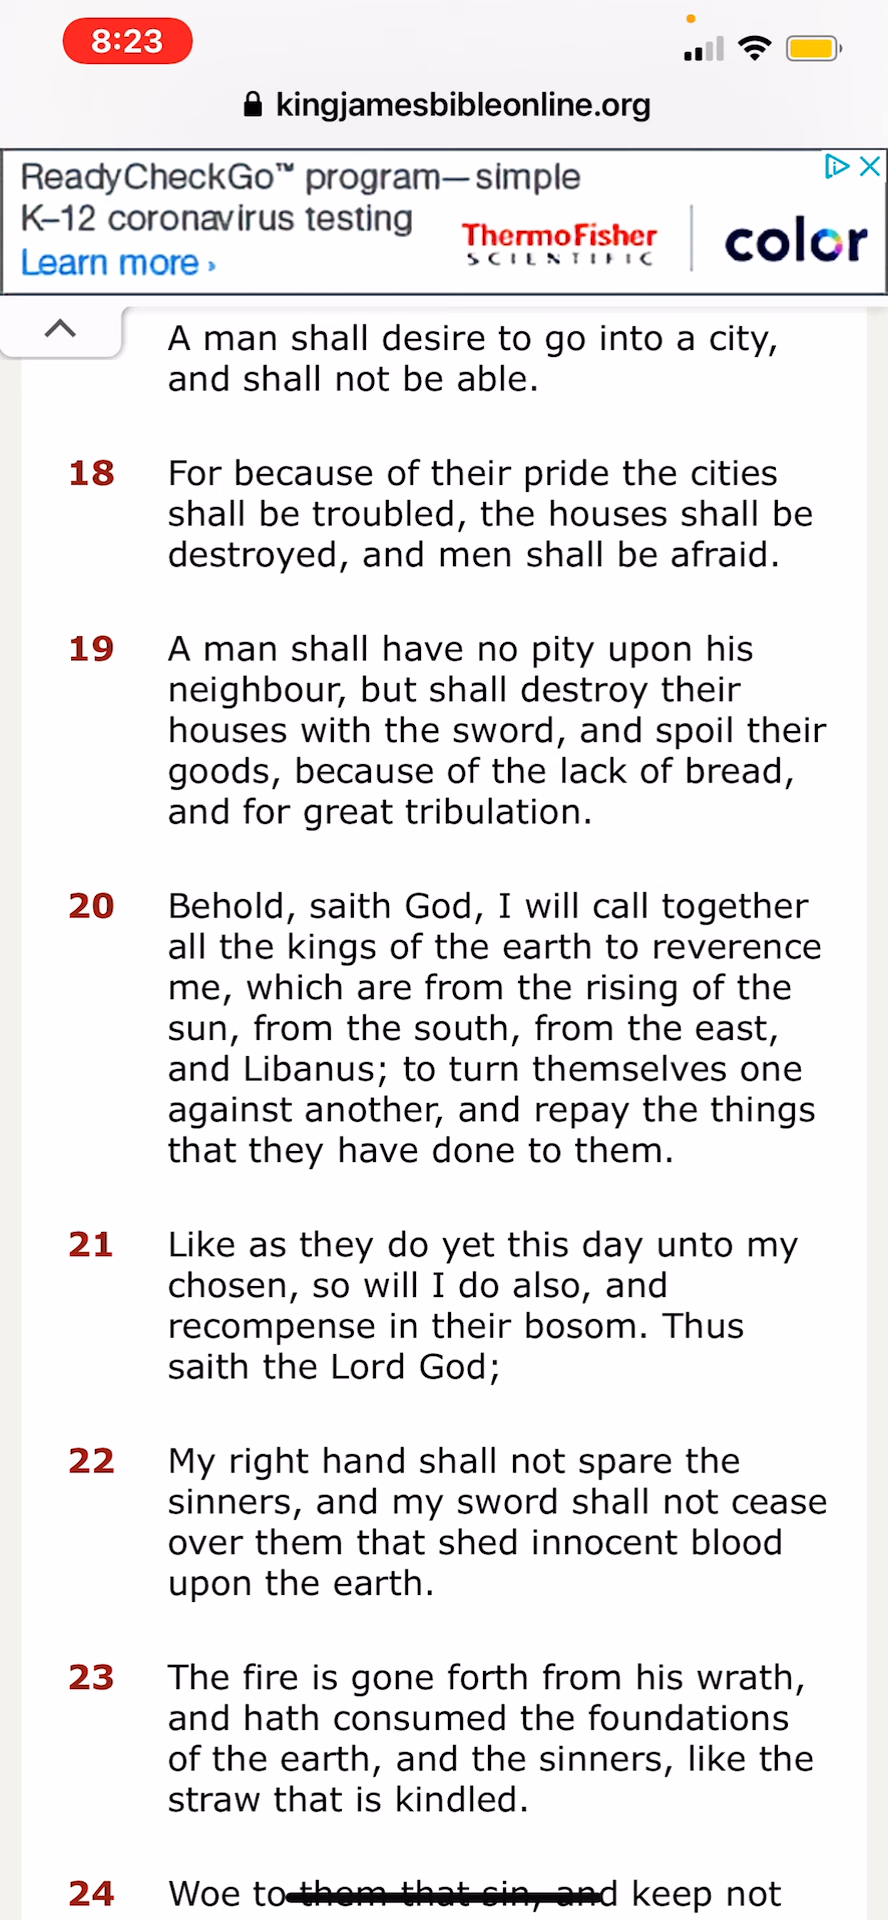 8:23
kingjamesbibleonline.org
ReadyCheckGo™ program—simple
K–12 coronavirus testing
Learn more ›
ThermoFisher
SCIENTIFIC
color
A man shall desire to go into a city,
and shall not be able.
18 For because of their pride the cities
shall be troubled, the houses shall be
destroyed, and men shall be afraid.
19 A man shall have no pity upon his
neighbour, but shall destroy their
houses with the sword, and spoil their
goods, because of the lack of bread,
and for great tribulation.
20 Behold, saith God, I will call together
all the kings of the earth to reverence
me, which are from the rising of the
sun, from the south, from the east,
and Libanus; to turn themselves one
against another, and repay the things
that they have done to them.
21 Like as they do yet this day unto my
chosen, so will I do also, and
recompense in their bosom. Thus
saith the Lord God;
22 My right hand shall not spare the
sinners, and my sword shall not cease
over them that shed innocent blood
upon the earth.
23 The fire is gone forth from his wrath,
and hath consumed the foundations
of the earth, and the sinners, like the
straw that is kindled.
24 Woe to them that sin, and keep not